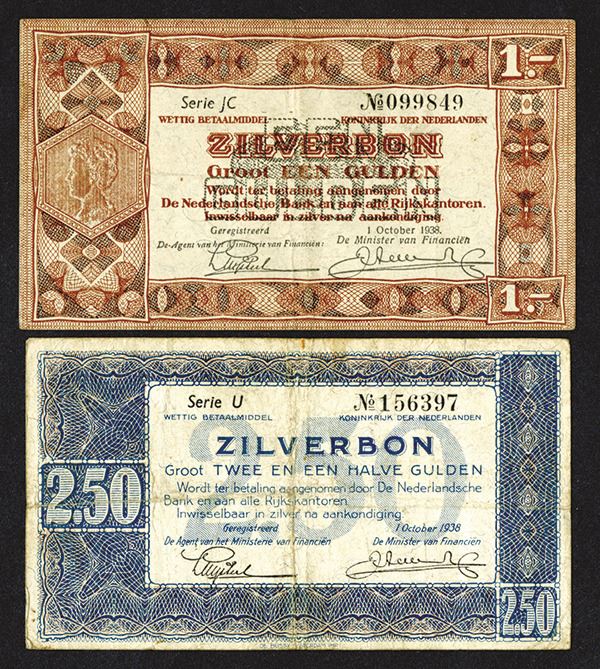 1.-
Serie JC №099849
WETTIG BETAALMIDDEL KONINKRIJK DER NEDERLANDEN
ZILVERBON
Groot EEN GULDEN
Wordt ter betaling aangenomen door
De Nederlandsche Bank en aan alle Rijkskantoren.
Inwisselbaar in zilver na aankondiging.
Geregistreerd 1 October 1938.
De Agent van het Ministerie van Financiën: De Minister van Financiën
1.-
Serie U №156397
WETTIG BETAALMIDDEL KONINKRIJK DER NEDERLANDEN
ZILVERBON
Groot TWEE EN EEN HALVE GULDEN
Wordt ter betaling aangenomen door De Nederlandsche
Bank en aan alle Rijkskantoren.
Inwisselbaar in zilver na aankondiging.
2.50
250
Geregistreerd 1 October 1938
De Agent van het Ministerie van Financiën De Minister van Financiën
2.50